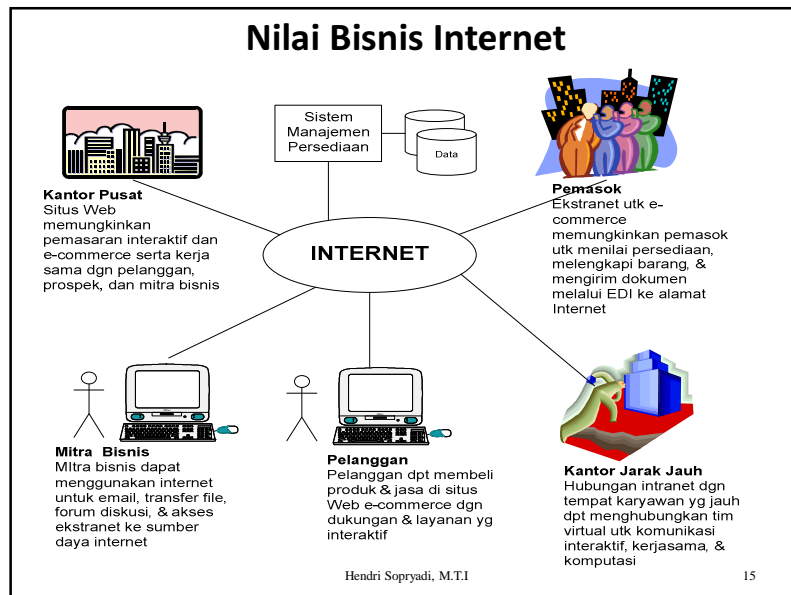 Nilai Bisnis Internet
Sistem
Manajemen
Persediaan
Data
Kantor Pusat
Situs Web
memungkinkan
pemasaran interaktif dan
e-commerce serta kerja
sama dgn pelanggan,
prospek, dan mitra bisnis
Pemasok
Ekstranet utk e-
commerce
memungkinkan pemasok
utk menilai persediaan,
melengkapi barang, &
mengirim dokumen
melalui EDI ke alamat
Internet
INTERNET
Mitra Bisnis
MItra bisnis dapat
menggunakan internet
untuk email, transfer file,
forum diskusi, & akses
ekstranet ke sumber
daya internet
Pelanggan
Pelanggan dpt membeli
produk & jasa di situs
Web e-commerce dgn
dukungan & layanan yg
interaktif
Kantor Jarak Jauh
Hubungan intranet dgn
tempat karyawan yg jauh
dpt menghubungkan tim
virtual utk komunikasi
interaktif, kerjasama, &
komputasi
Hendri Sopryadi, M.T.I
15